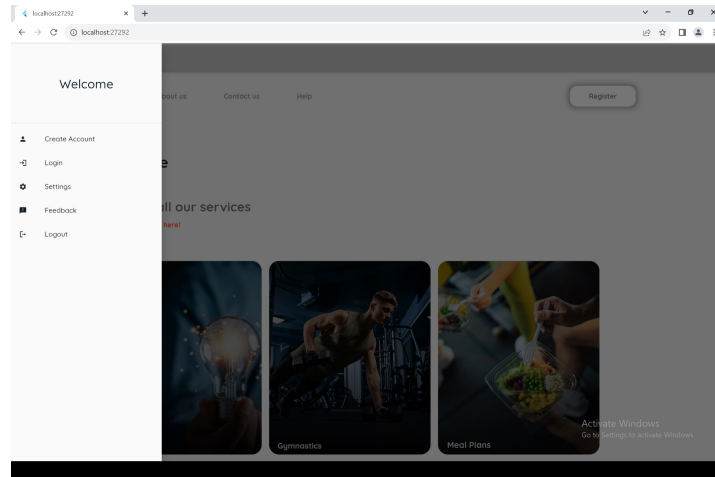 localhost:27292
localhost:27292
Welcome
Create Account
Login
Settings
Feedback
Logout
bout us
Contact us
Help
Register
e
all our services
here!
Gymnastics
Meal Plans
Activate Windows
Go to Settings to activate Windows.